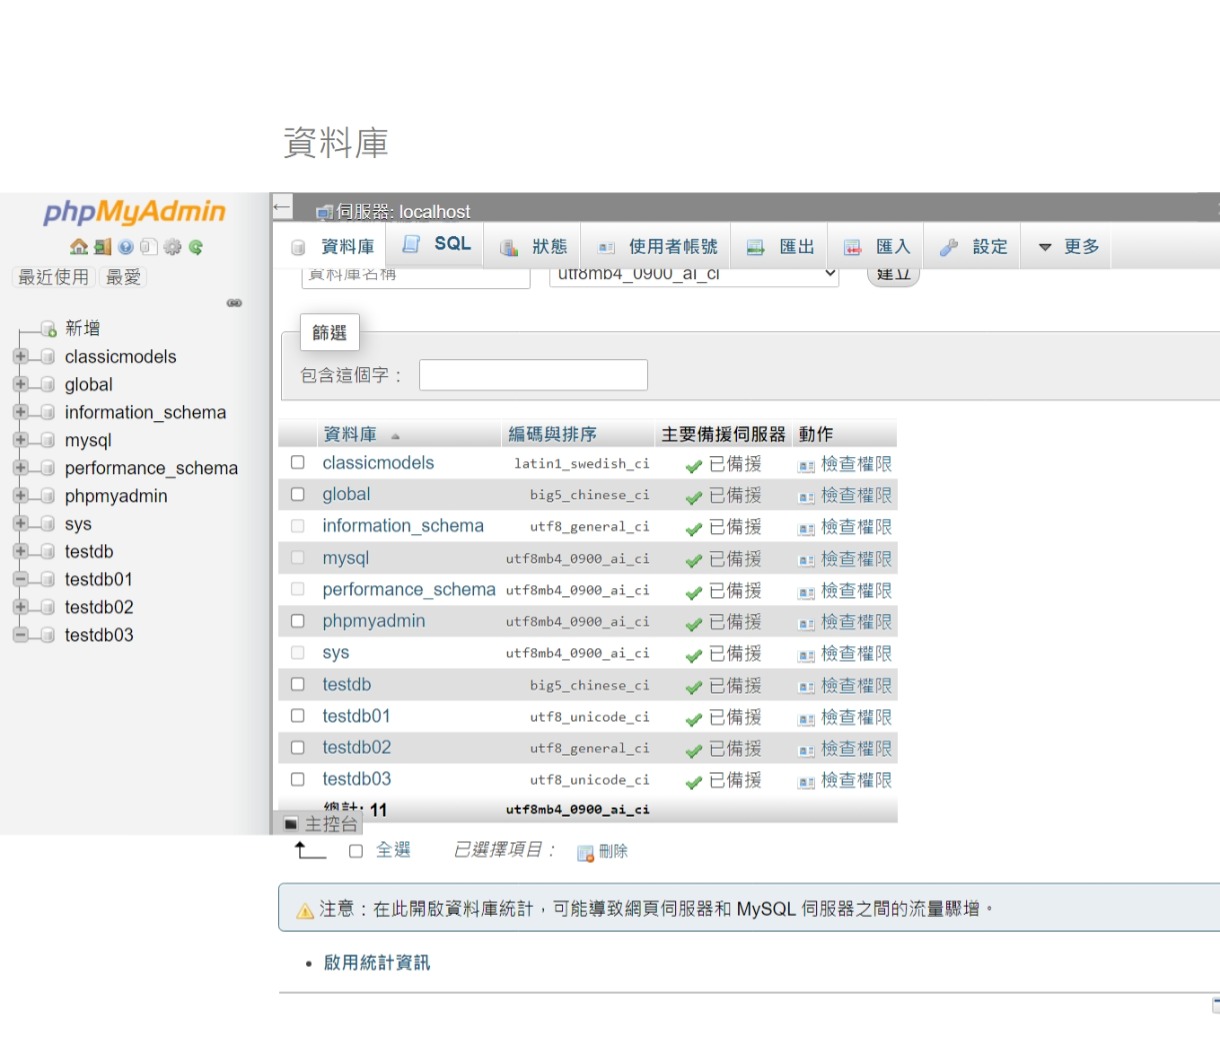 資料庫
phpMyAdmin
最近使用 最愛
新增
classicmodels
global
information_schema
mysql
performance_schema
phpmyadmin
sys
testdb
testdb01
testdb02
testdb03
伺服器: localhost
資料庫 SQL 狀態 使用者帳號 匯出 匯入 設定 更多
資料庫名稱 utf8mb4_0900_ai_ci 建立
篩選
包含這個字：
資料庫 編碼與排序 主要備援伺服器 動作
classicmodels latin1_swedish_ci 已備援 檢查權限
global big5_chinese_ci 已備援 檢查權限
information_schema utf8_general_ci 已備援 檢查權限
mysql utf8mb4_0900_ai_ci 已備援 檢查權限
performance_schema utf8mb4_0900_ai_ci 已備援 檢查權限
phpmyadmin utf8mb4_0900_ai_ci 已備援 檢查權限
sys utf8mb4_0900_ai_ci 已備援 檢查權限
testdb big5_chinese_ci 已備援 檢查權限
testdb01 utf8_unicode_ci 已備援 檢查權限
testdb02 utf8_general_ci 已備援 檢查權限
testdb03 utf8_unicode_ci 已備援 檢查權限
總計: 11 utf8mb4_0900_ai_ci
主控台
全選 已選擇項目： 刪除
注意：在此開啟資料庫統計，可能導致網頁伺服器和 MySQL 伺服器之間的流量驟增。
• 啟用統計資訊